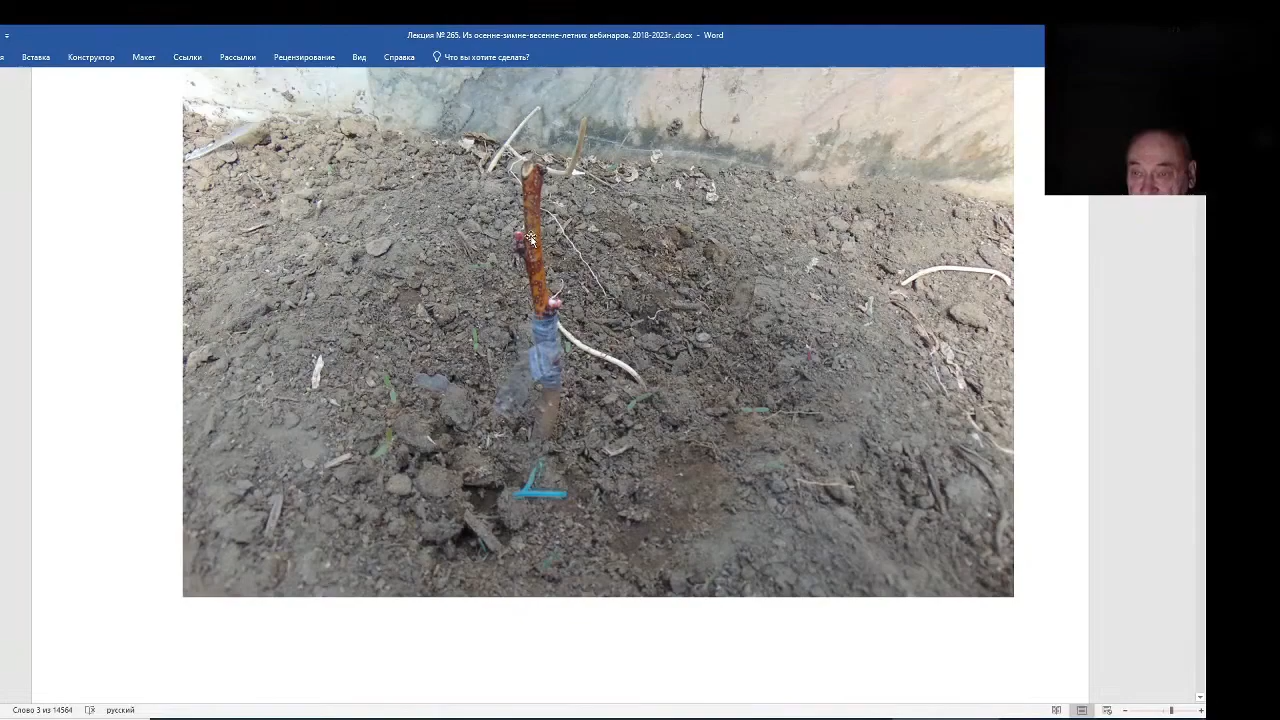 Лекция № 265. Из осенне-зимне-весенне-летних вебинаров. 2018-2023г..docx - Word
Вставка Конструктор Макет Ссылки Рассылки Рецензирование Вид Справка Что вы хотите сделать?
Слово 3 из 14564 русский